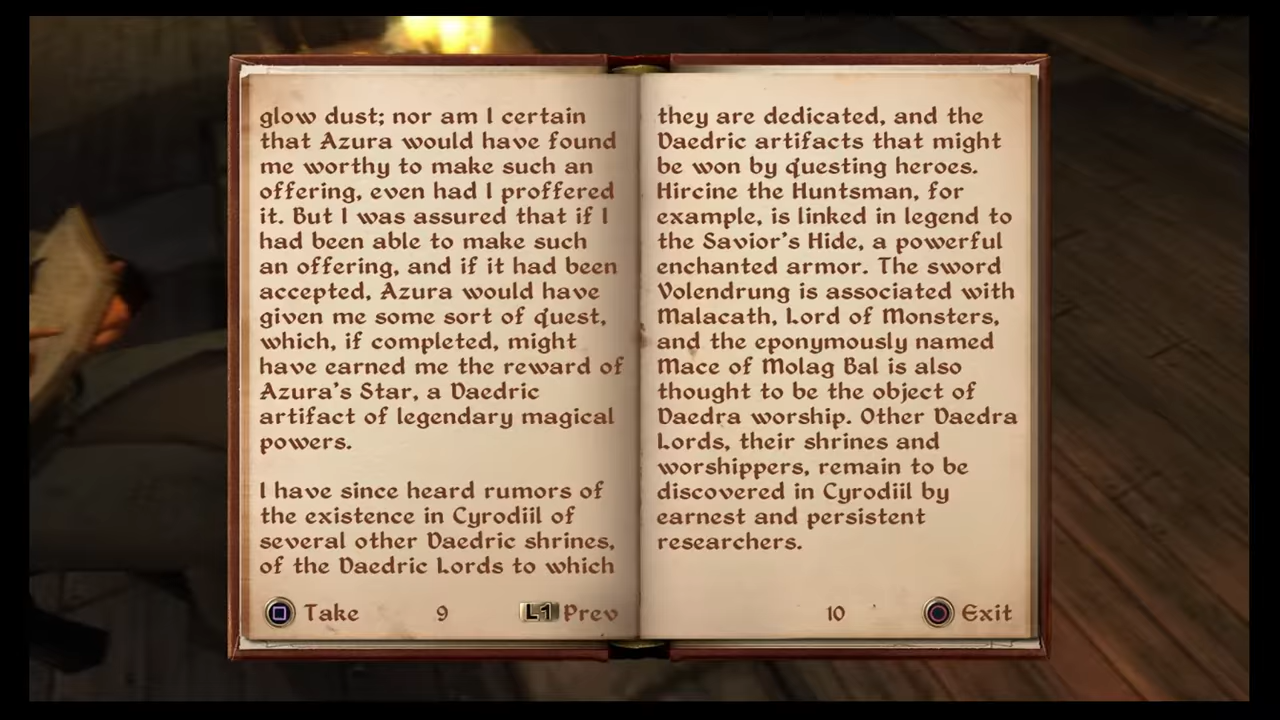 glow dust; nor am I certain
that Azura would have found
me worthy to make such an
offering, even had I proffered
it. But I was assured that if I
had been able to make such
an offering, and if it had been
accepted, Azura would have
given me some sort of quest,
which, if completed, might
have earned me the reward of
Azura's Star, a Daedric
artifact of legendary magical
powers.

I have since heard rumors of
the existence in Cyrodiil of
several other Daedric shrines,
of the Daedric Lords to which
Take
9
L1 Prev
they are dedicated, and the
Daedric artifacts that might
be won by questing heroes.
Hircine the Huntsman, for
example, is linked in legend to
the Savior's Hide, a powerful
enchanted armor. The sword
Volendrung is associated with
Malacath, Lord of Monsters,
and the eponymously named
Mace of Molag Bal is also
thought to be the object of
Daedra worship. Other Daedra
Lords, their shrines and
worshippers, remain to be
discovered in Cyrodiil by
earnest and persistent
researchers.
10
Exit